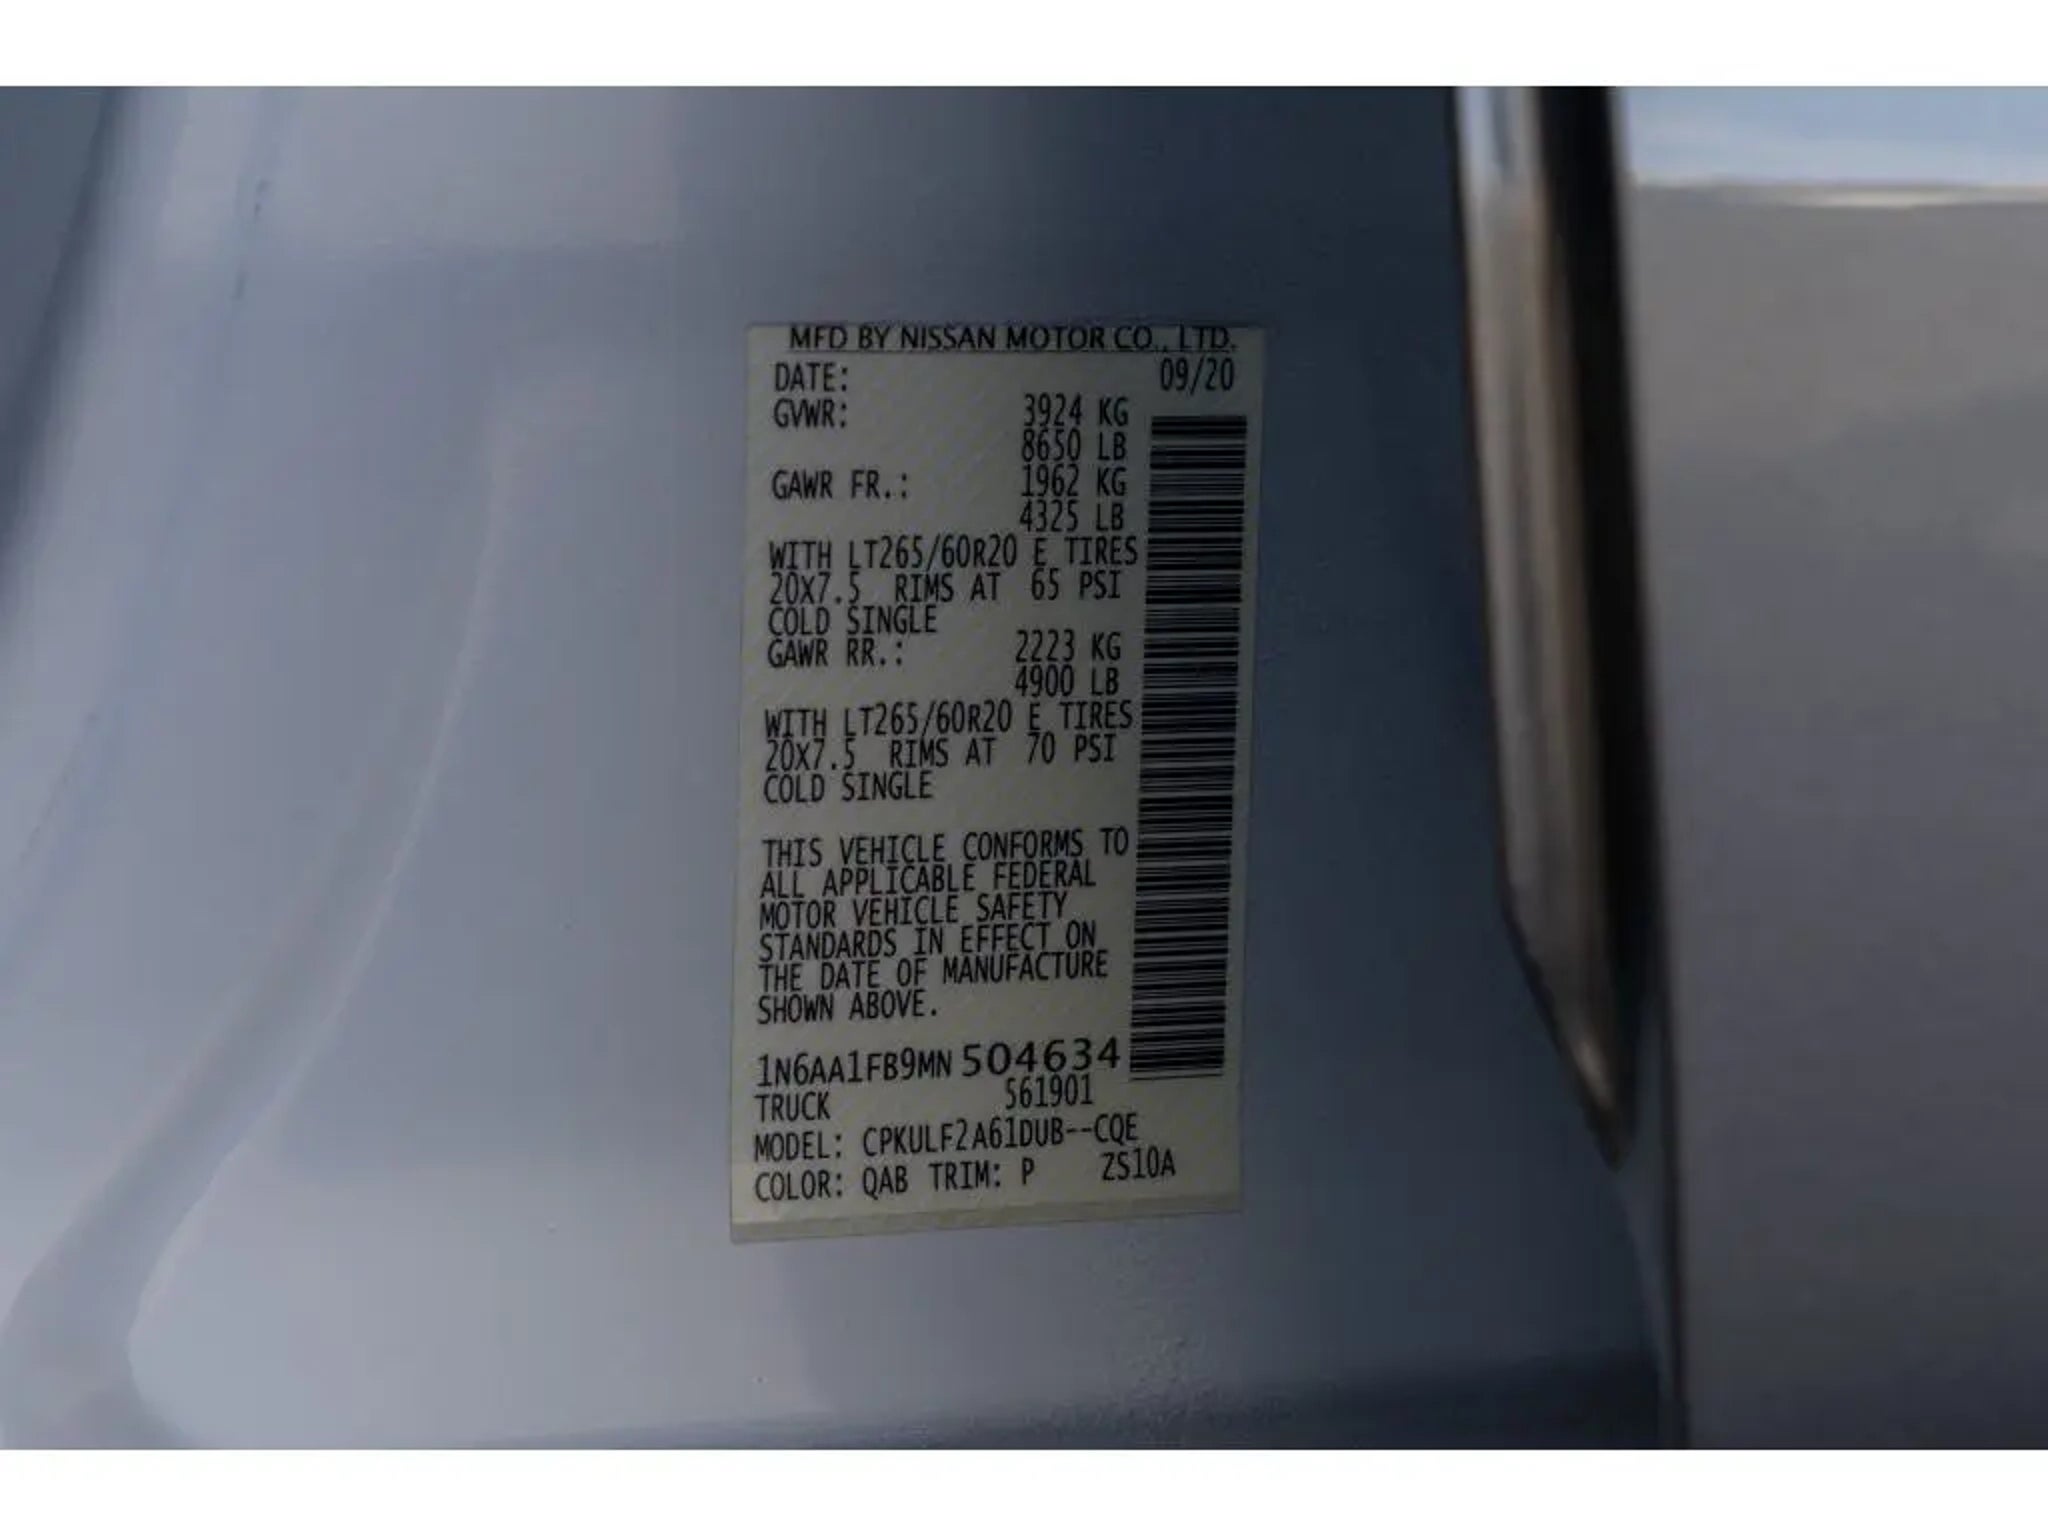 MFD BY NISSAN MOTOR CO., LTD.
DATE: 09/20
GVWR: 3924 KG
8650 LB
GAWR FR.: 1962 KG
4325 LB
WITH LT265/60R20 E TIRES
20X7.5 RIMS AT 65 PSI
COLD SINGLE
GAWR RR.: 2223 KG
4900 LB
WITH LT265/60R20 E TIRES
20X7.5 RIMS AT 70 PSI
COLD SINGLE
THIS VEHICLE CONFORMS TO
ALL APPLICABLE FEDERAL
MOTOR VEHICLE SAFETY
STANDARDS IN EFFECT ON
THE DATE OF MANUFACTURE
SHOWN ABOVE.
1N6AA1FB9MN504634
TRUCK 561901
MODEL: CPKULF2A61DUB--CQE
COLOR: QAB TRIM: P ZS10A